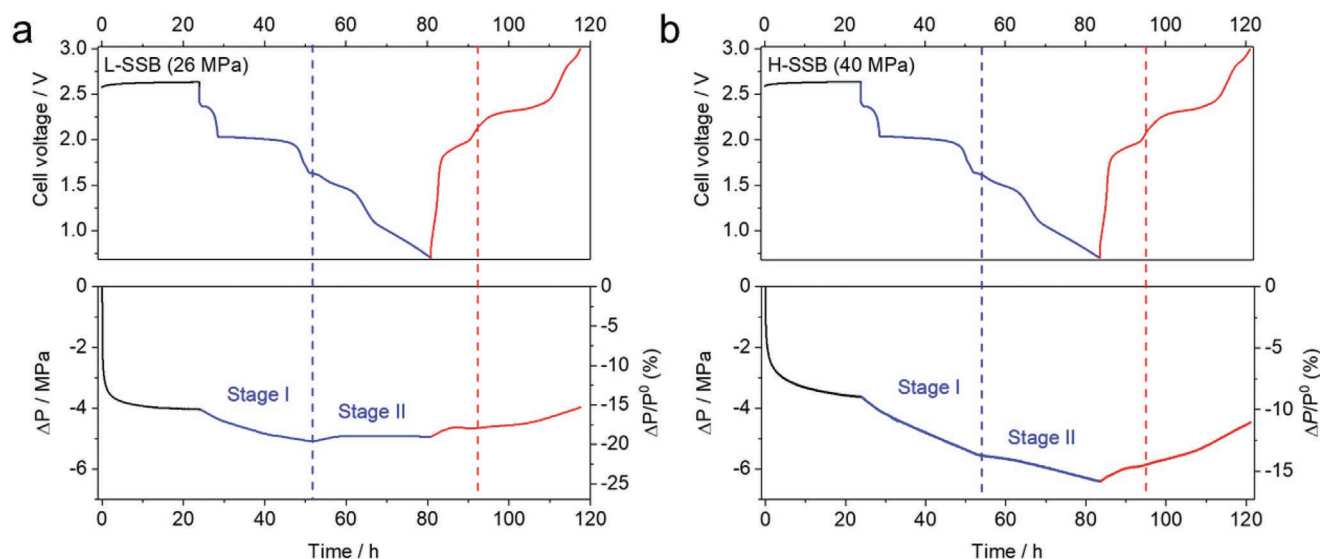 a
0 20 40 60 80 100 120
3.0
2.5
2.0
1.5
1.0
Cell voltage / V
L-SSB (26 MPa)
0
-2
-4
-6
ΔP / MPa
Stage I
Stage II
0
-5
-10
-15
-20
-25
ΔP/P⁰ (%)
0 20 40 60 80 100 120
Time / h
b
0 20 40 60 80 100 120
3.0
2.5
2.0
1.5
1.0
Cell voltage / V
H-SSB (40 MPa)
0
-2
-4
-6
ΔP / MPa
Stage I
Stage II
0
-5
-10
-15
ΔP/P⁰ (%)
0 20 40 60 80 100 120
Time / h